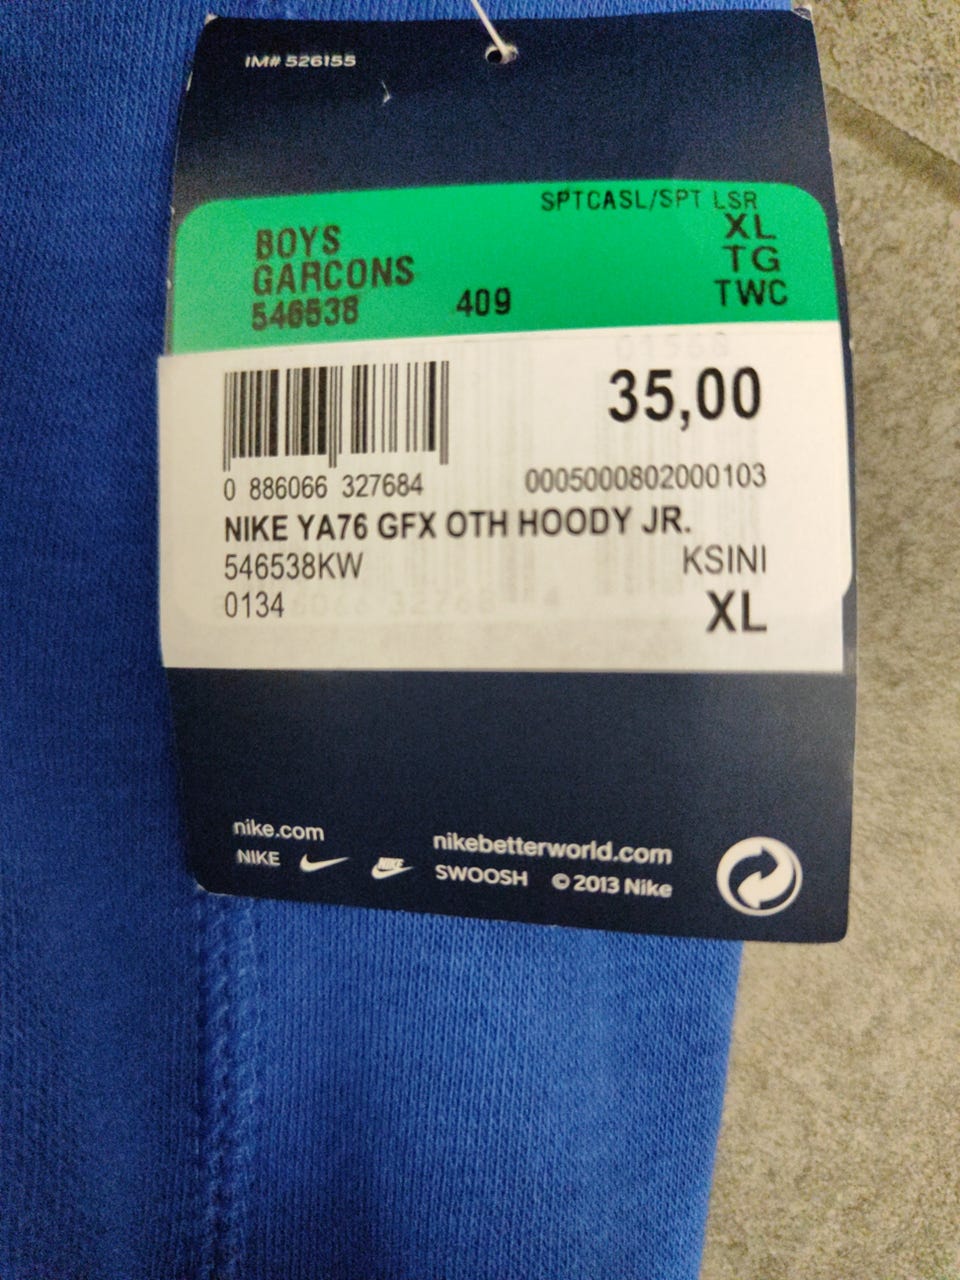 IM# 526155
SPTCASL/SPT LSR
BOYS XL
GARCONS TG
546538 409 TWC
35,00
0 886066 327684 0005000802000103
NIKE YA76 GFX OTH HOODY JR.
546538KW KSINI
0134 XL
nike.com nikebetterworld.com
NIKE NIKE SWOOSH © 2013 Nike